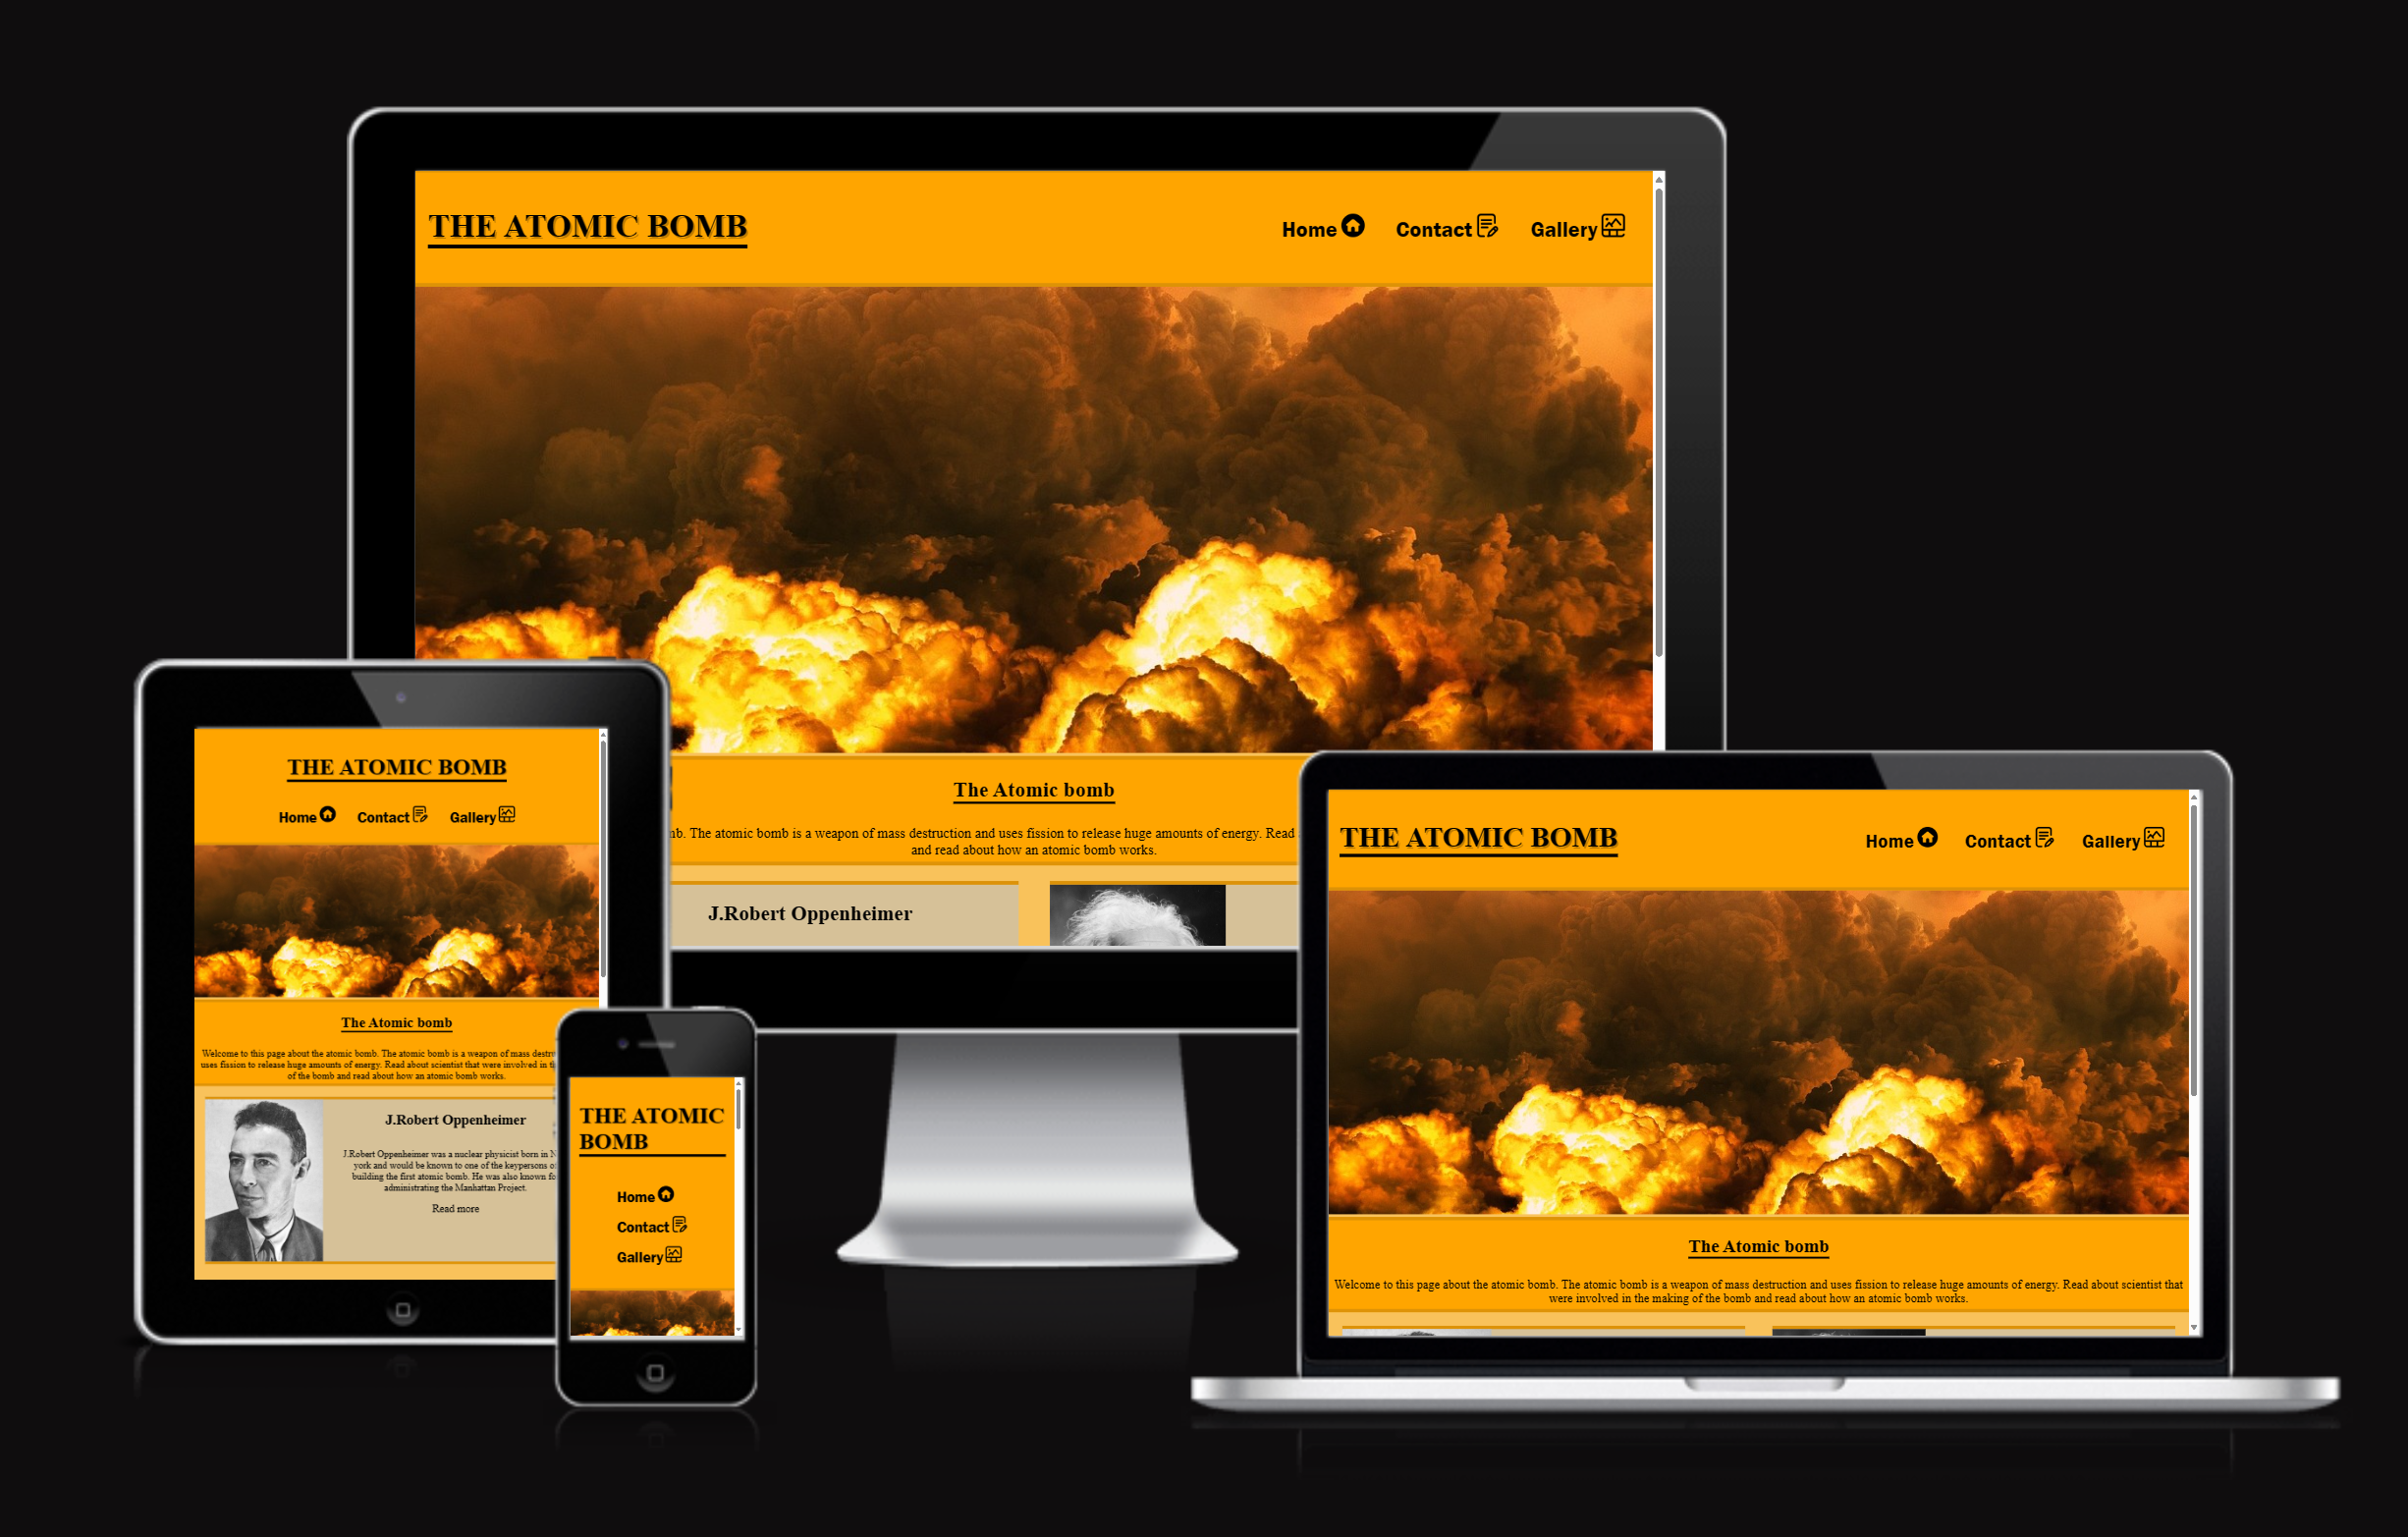 THE ATOMIC BOMB
Home Contact Gallery
The Atomic bomb
The atomic bomb is a weapon of mass destruction and uses fission to release huge amounts of energy. Read
and read about how an atomic bomb works.
J.Robert Oppenheimer
THE ATOMIC BOMB
Home Contact Gallery
The Atomic bomb
Welcome to this page about the atomic bomb. The atomic bomb is a weapon of mass
uses fission to release huge amounts of energy. Read about scientist that were involved in
of the bomb and read about how an atomic bomb works.
J.Robert Oppenheimer
J.Robert Oppenheimer was a nuclear physicist born in
york and would be known to one of the keypersons
building the first atomic bomb. He was also known
administrating the Manhattan Project.
Read more
THE ATOMIC
BOMB
Home
Contact
Gallery
THE ATOMIC BOMB
Home Contact Gallery
The Atomic bomb
Welcome to this page about the atomic bomb. The atomic bomb is a weapon of mass destruction and uses fission to release huge amounts of energy. Read about scientist that
were involved in the making of the bomb and read about how an atomic bomb works.